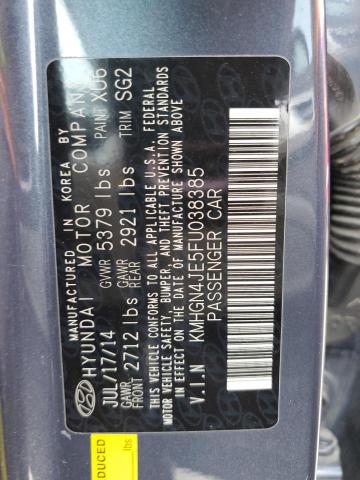 MANUFACTURED IN KOREA BY
HYUNDAI MOTOR COMPANY
JUL/17/14 GVWR 5379 lbs PAINT XU6
GAWR FRONT 2712 lbs GAWR REAR 2921 lbs TRIM SG2
THIS VEHICLE CONFORMS TO ALL APPLICABLE U.S.A. FEDERAL
MOTOR VEHICLE SAFETY, BUMPER, AND THEFT PREVENTION
STANDARDS IN EFFECT ON THE DATE OF MANUFACTURE SHOWN ABOVE
V.I.N KMHGN4JE5FU038385
PASSENGER CAR
DUCED
lbs